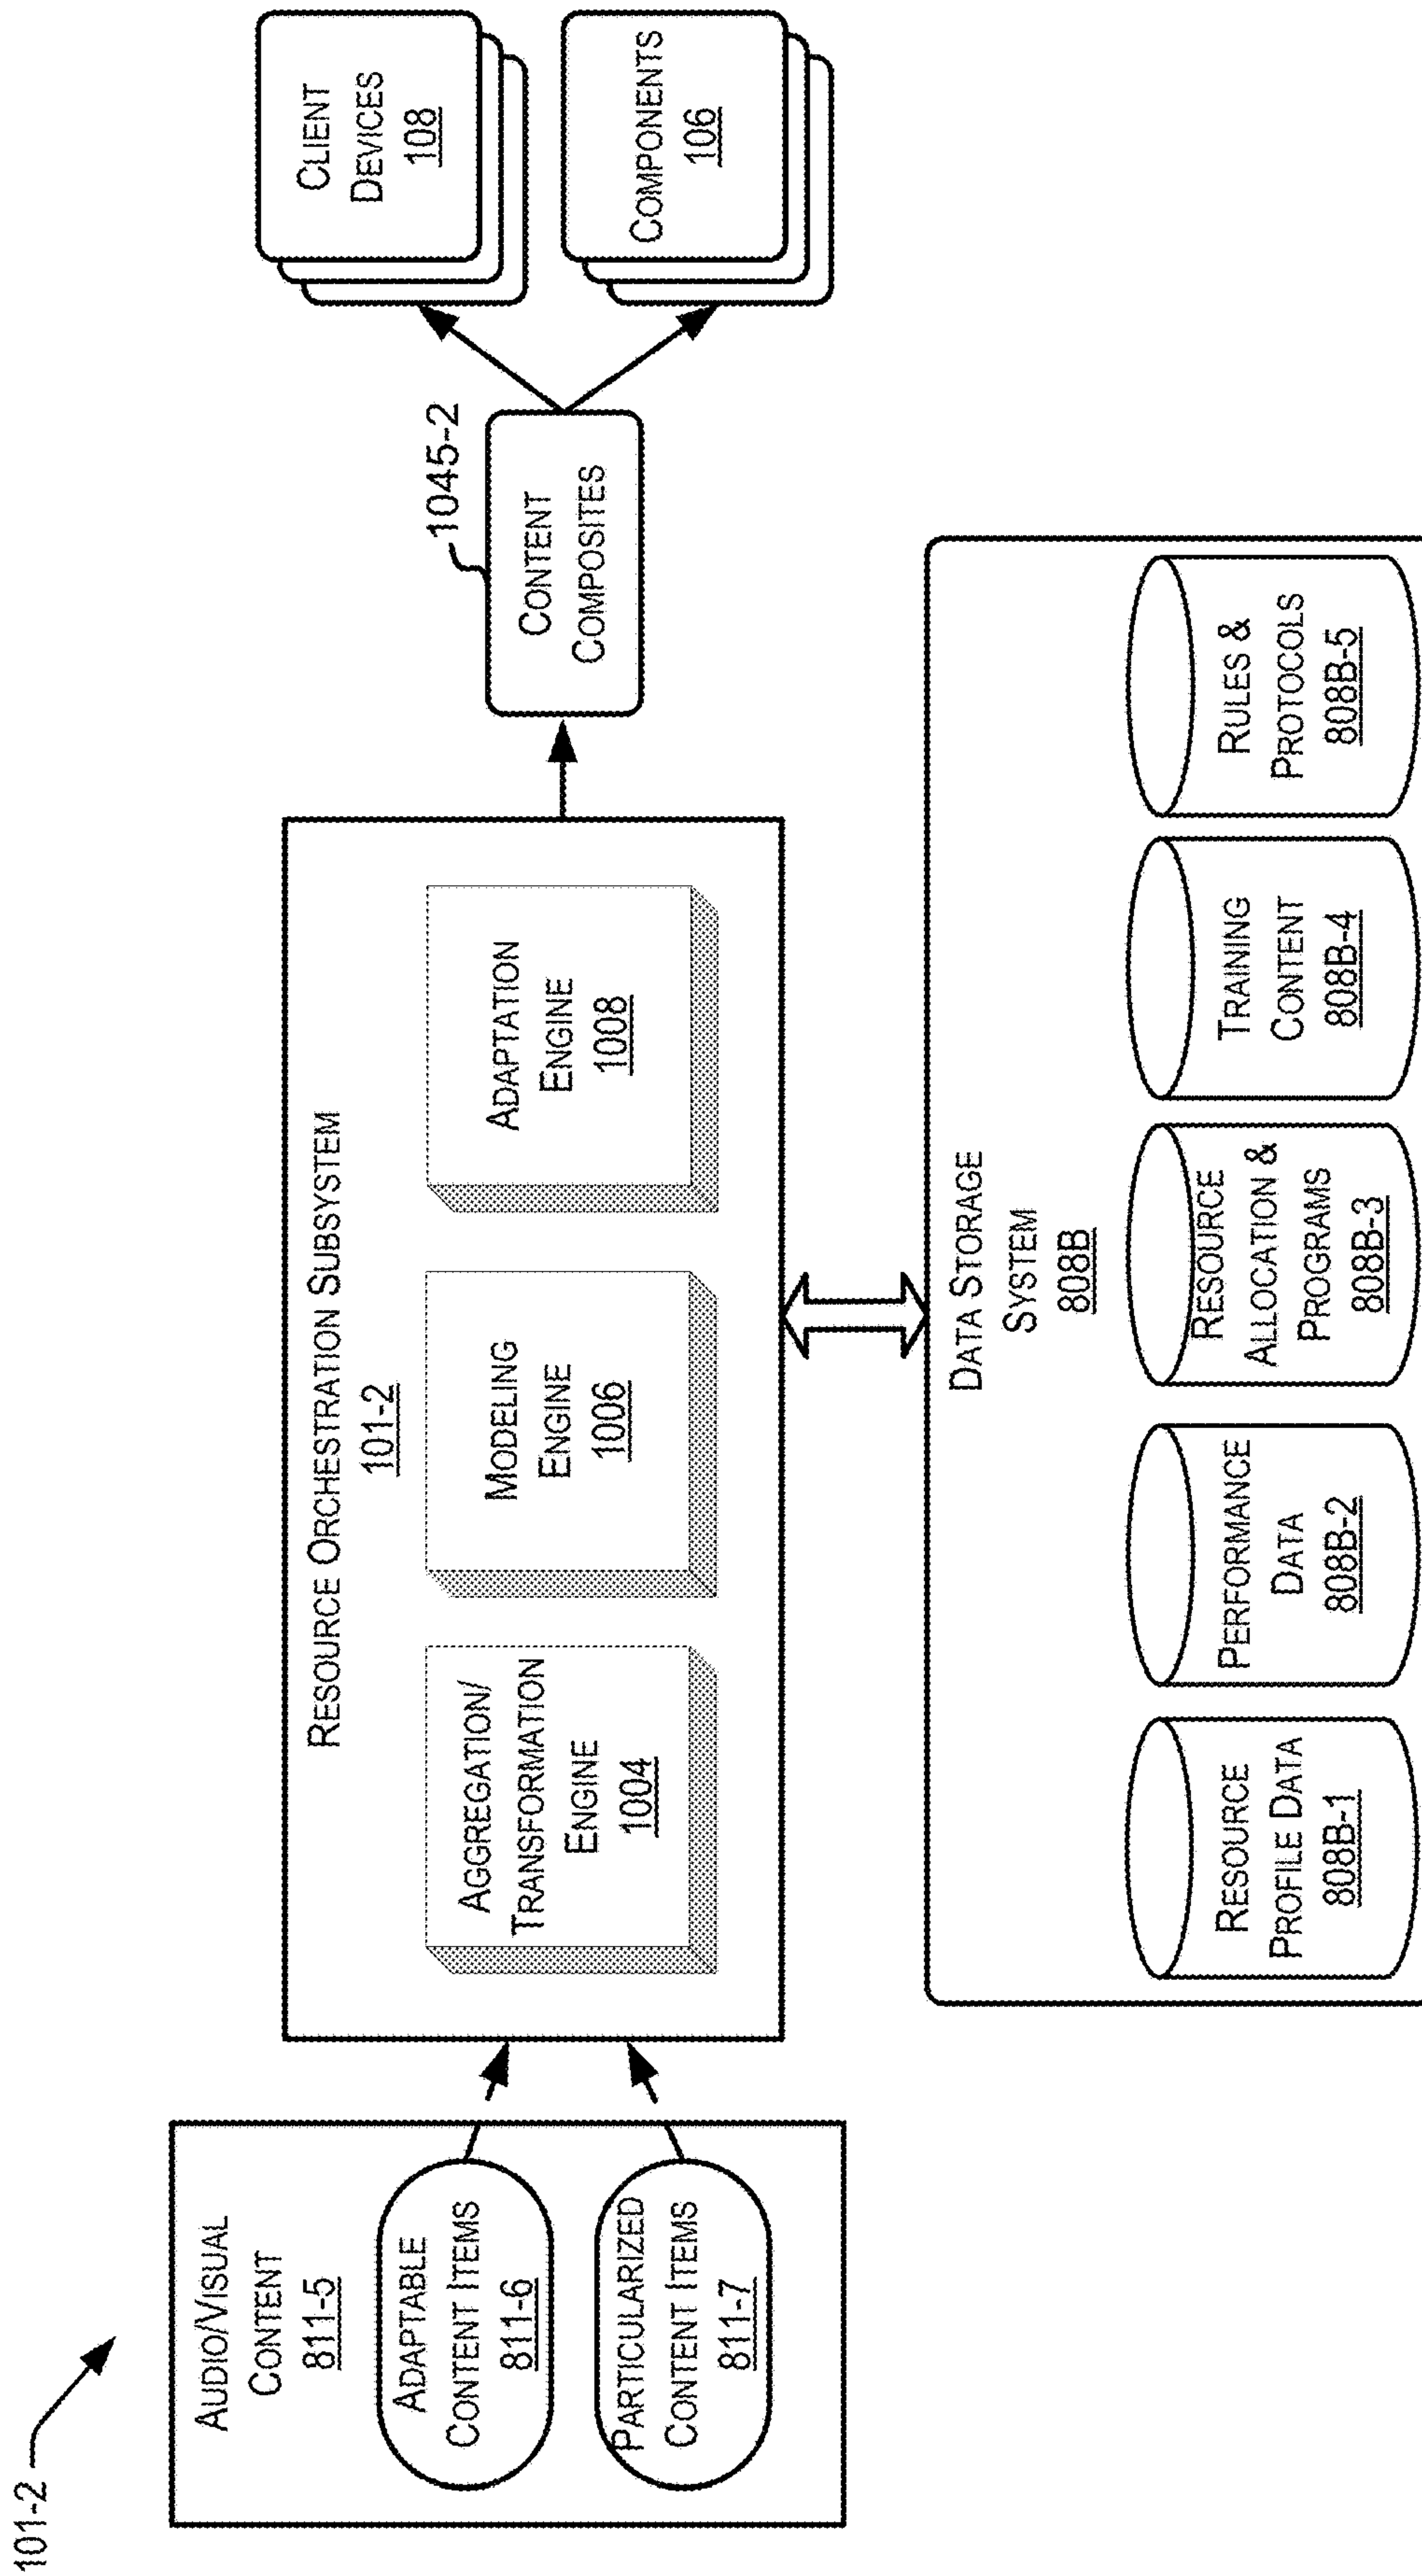 101-2
AUDIO/VISUAL
CONTENT
811-5
ADAPTABLE
CONTENT ITEMS
811-6
PARTICULARIZED
CONTENT ITEMS
811-7
RESOURCE ORCHESTRATION SUBSYSTEM
101-2
AGGREGATION/
TRANSFORMATION
ENGINE
1004
MODELING
ENGINE
1006
ADAPTATION
ENGINE
1008
1045-2
CONTENT
COMPOSITES
CLIENT
DEVICES
108
COMPONENTS
106
DATA STORAGE
SYSTEM
808B
RESOURCE
PROFILE DATA
808B-1
PERFORMANCE
DATA
808B-2
RESOURCE
ALLOCATION &
PROGRAMS
808B-3
TRAINING
CONTENT
808B-4
RULES &
PROTOCOLS
808B-5